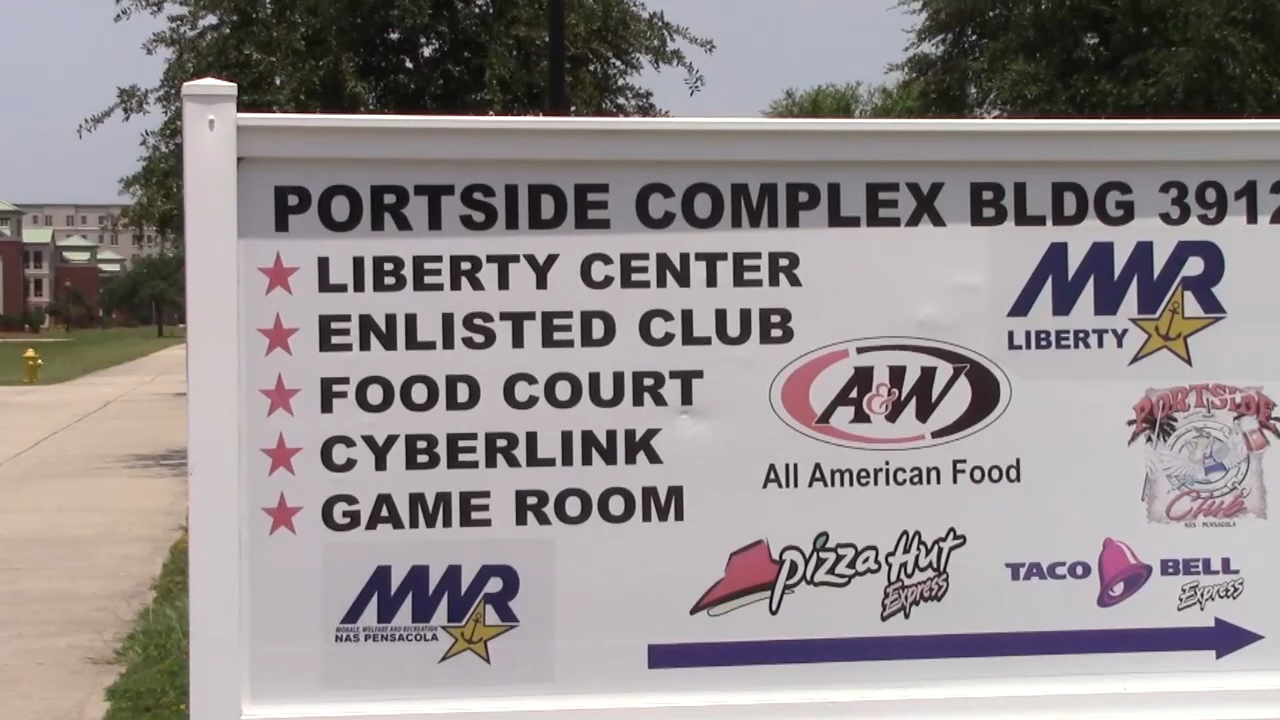 PORTSIDE COMPLEX BLDG 3912
LIBERTY CENTER
ENLISTED CLUB
FOOD COURT
CYBERLINK
GAME ROOM
MWR
LIBERTY
A&W
All American Food
PORTSIDE
Club
NAS - PENSACOLA
MWR
MORALE, WELFARE AND RECREATION
NAS PENSACOLA
Pizza Hut
Express
TACO BELL
Express